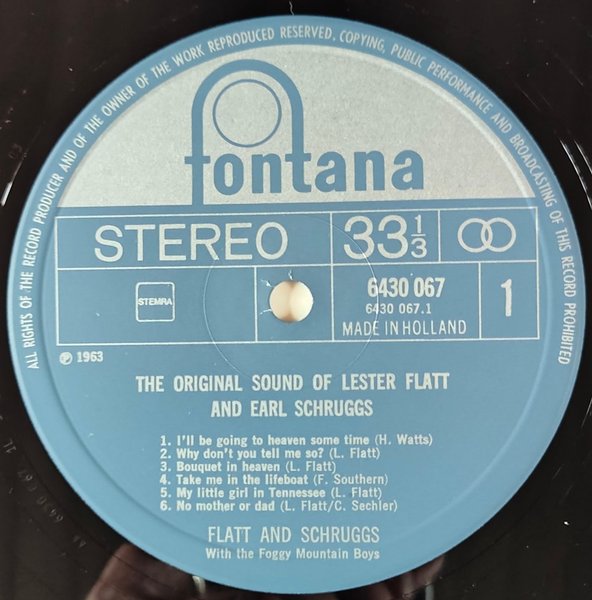 ALL RIGHTS OF THE RECORD PRODUCER AND OF THE OWNER OF THE WORK REPRODUCED RESERVED, COPYING, PUBLIC PERFORMANCE AND BROADCASTING OF THIS RECORD PROHIBITED
fontana
STEREO 33 1/3
STEMRA
6430 067
6430 067.1
MADE IN HOLLAND
1
℗ 1963
THE ORIGINAL SOUND OF LESTER FLATT
AND EARL SCHRUGGS
1. I'll be going to heaven some time (H. Watts)
2. Why don't you tell me so? (L. Flatt)
3. Bouquet in heaven (L. Flatt)
4. Take me in the lifeboat (F. Southern)
5. My little girl in Tennessee (L. Flatt)
6. No mother or dad (L. Flatt/C. Sechler)
FLATT AND SCHRUGGS
With the Foggy Mountain Boys